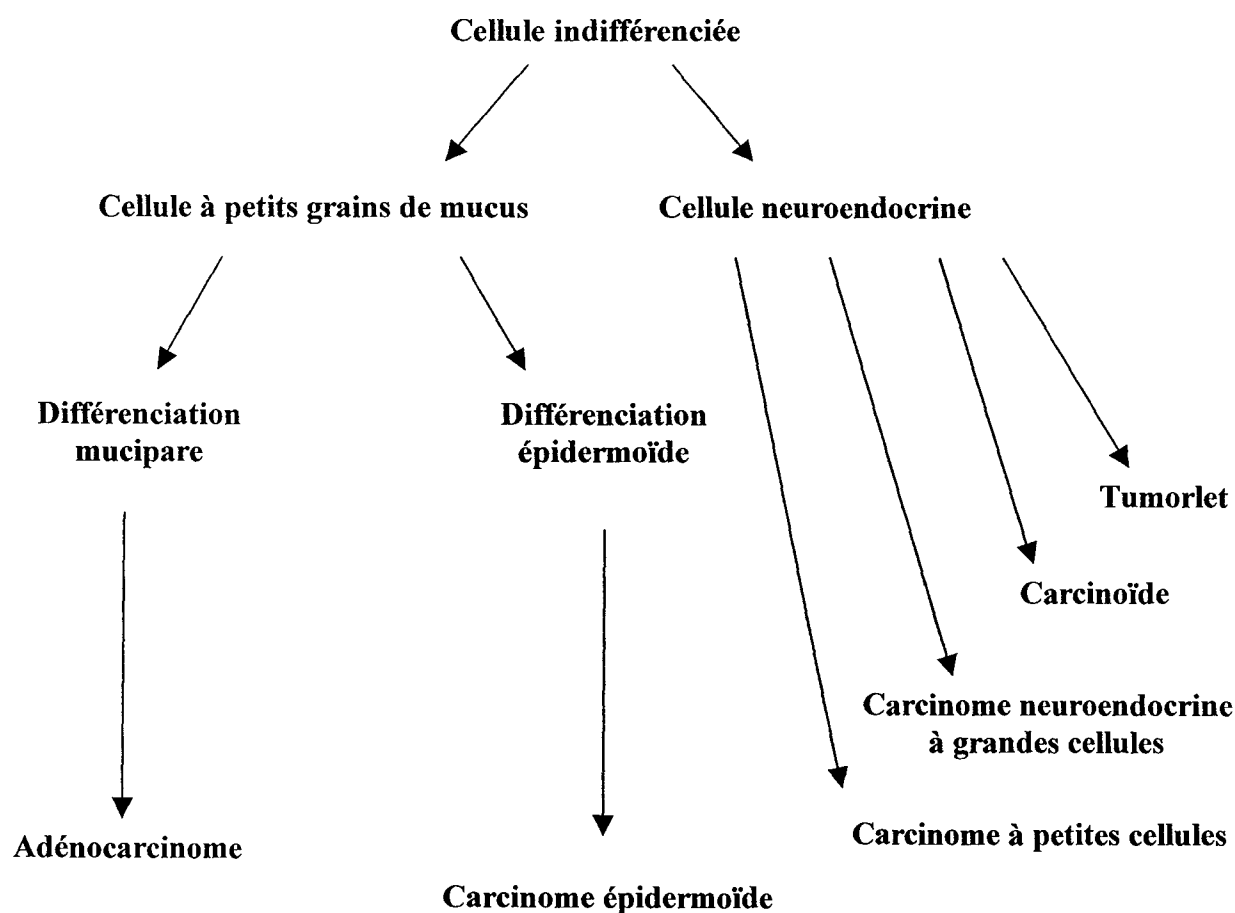 Cellule indifférenciée
Cellule à petits grains de mucus
Cellule neuroendocrine
Différenciation
mucipare
Différenciation
épidermoïde
Tumorlet
Carcinoïde
Carcinome neuroendocrine
à grandes cellules
Carcinome à petites cellules
Adénocarcinome
Carcinome épidermoïde